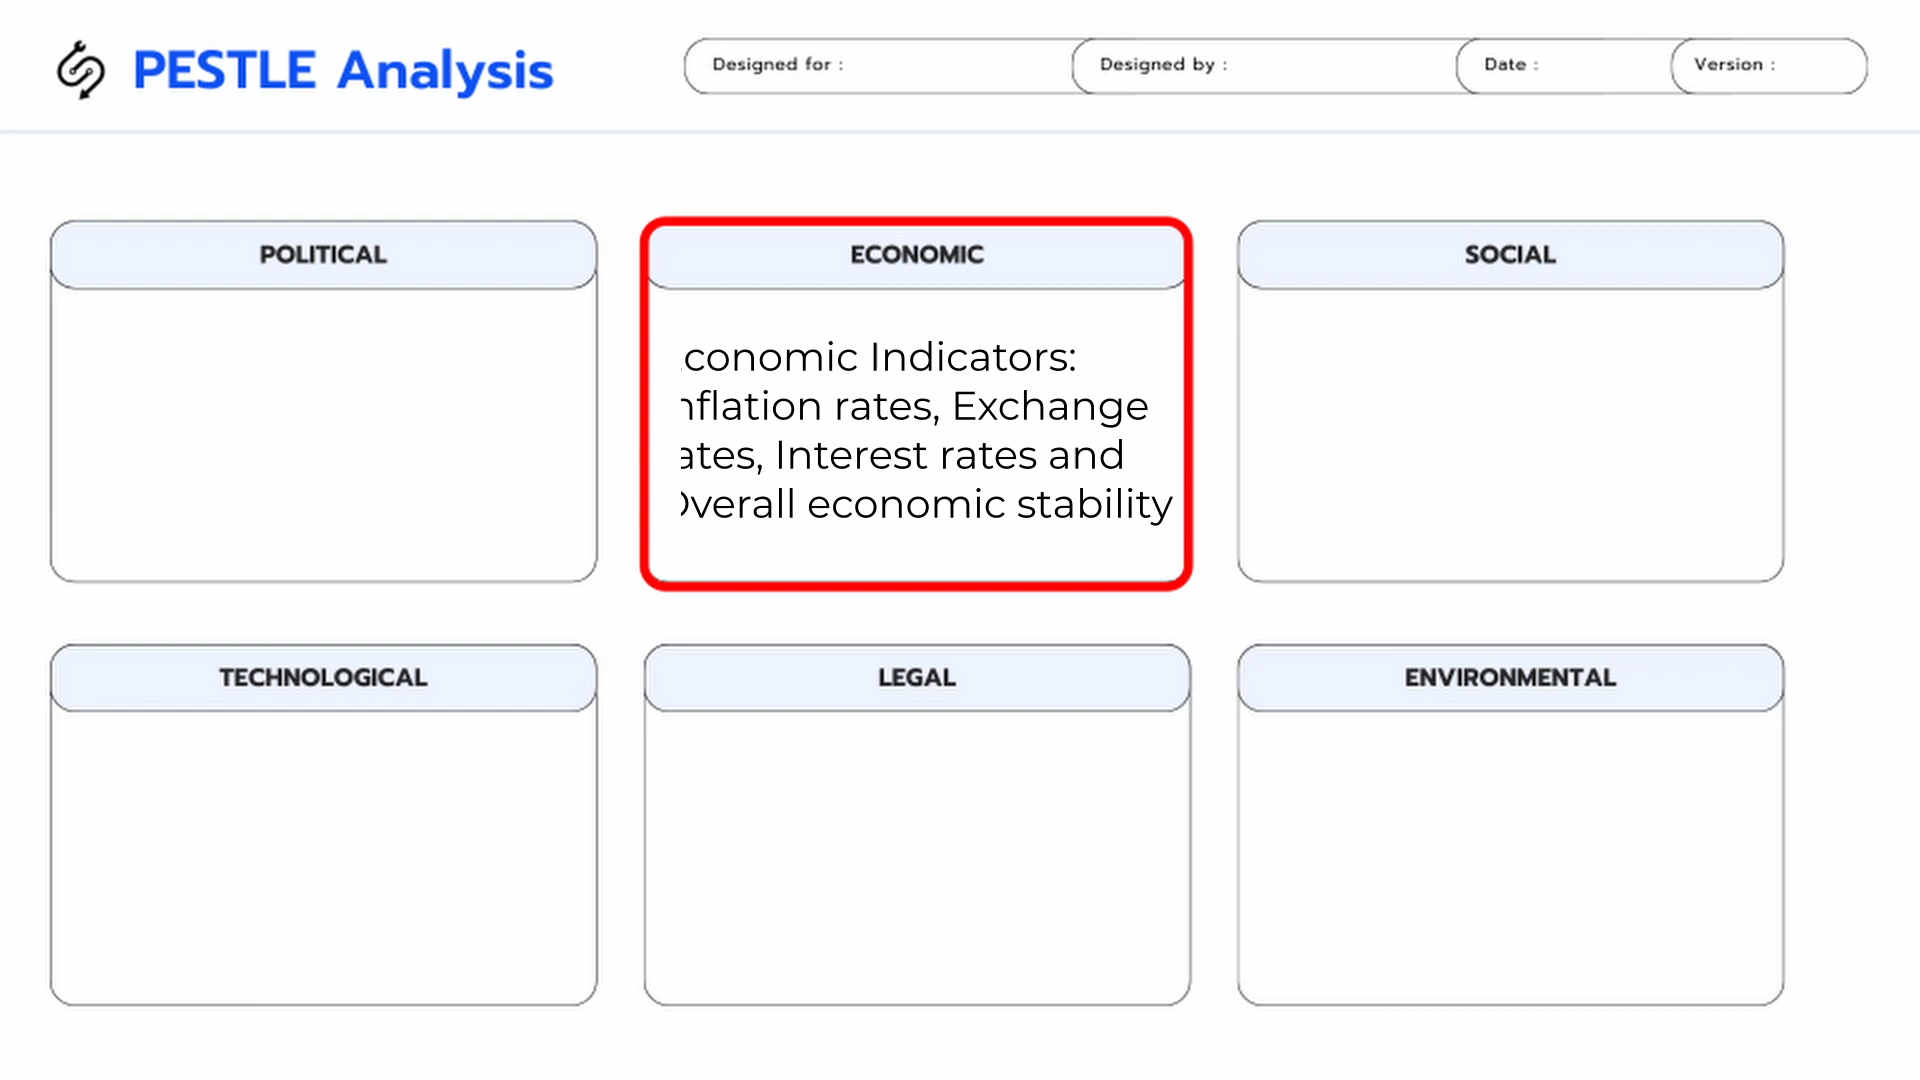 PESTLE Analysis
Designed for :
Designed by :
Date :
Version :
POLITICAL
ECONOMIC
SOCIAL
conomic Indicators:
nflation rates, Exchange
ates, Interest rates and
Overall economic stability
TECHNOLOGICAL
LEGAL
ENVIRONMENTAL